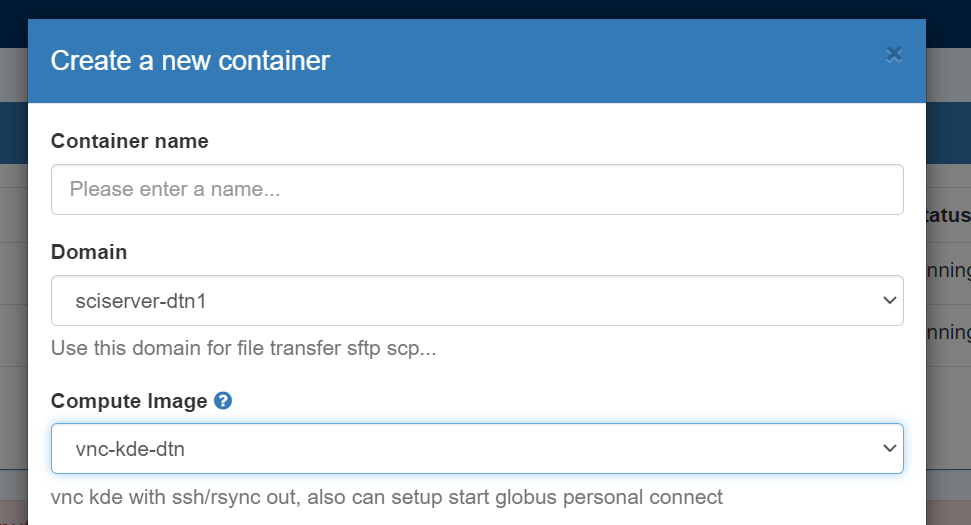 Create a new container
×
Container name
Please enter a name...
Domain
sciserver-dtn1
Use this domain for file transfer sftp scp...
Compute Image ?
vnc-kde-dtn
vnc kde with ssh/rsync out, also can setup start globus personal connect
tatus
nning
nning